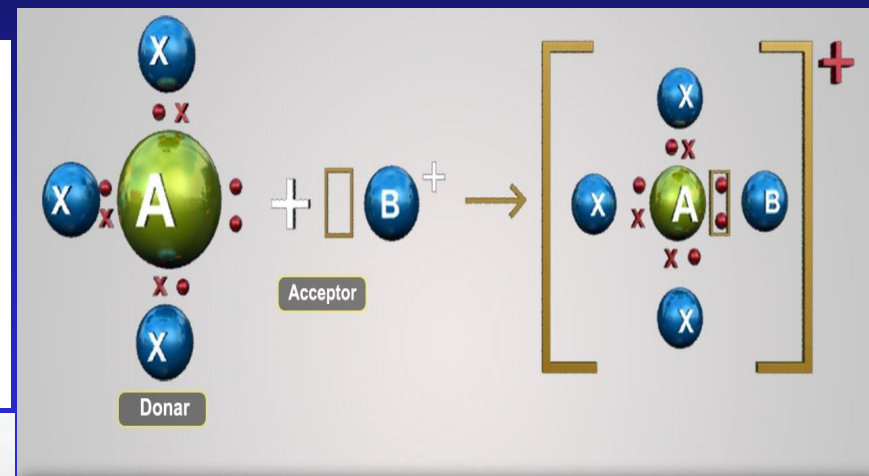 X
X
X A + B + → X A B +
X
Acceptor
X
X
Donar